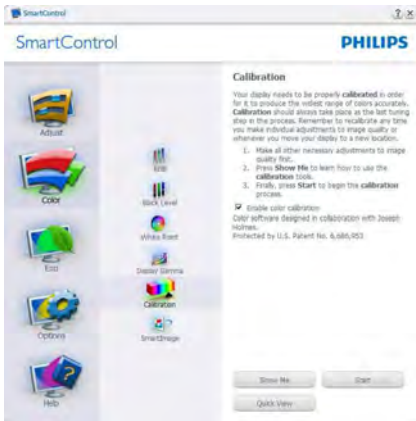 SmartControl
? x
SmartControl
PHILIPS
Adjust
Color
Eco
Options
Help
RGB
Black Level
White Point
Display Gamma
Calibration
SmartImage
Calibration
Your display needs to be properly calibrated in order
for it to produce the widest range of colors accurately.
Calibration should always take place as the last tuning
step in the process. Remember to recalibrate any time
you make individual adjustments to image quality or
whenever you move your display to a new location.
1. Make all other necessary adjustments to image
quality first.
2. Press Show Me to learn how to use the
calibration tools.
3. Finally, press Start to begin the calibration
process.
Enable color calibration
Color software designed in collaboration with Joseph
Holmes.
Protected by U.S. Patent No. 6,686,953
Show Me
Start
Quick View